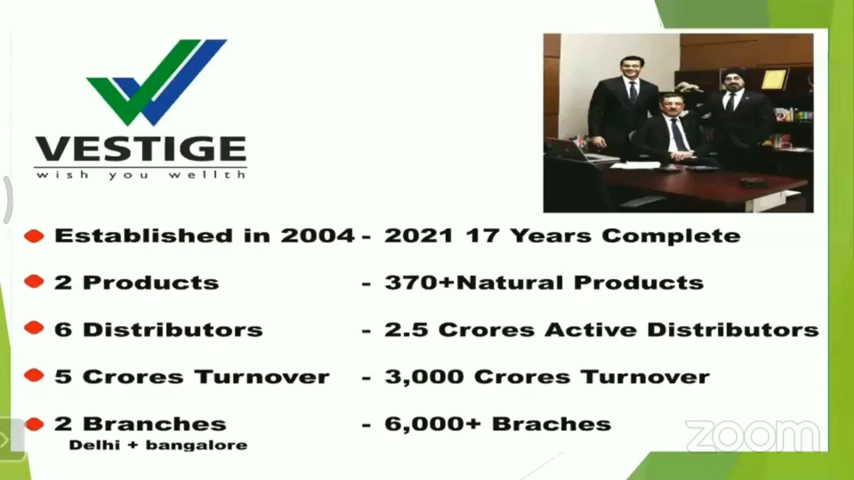 VESTIGE
wish you wellth
Established in 2004 - 2021 17 Years Complete
2 Products - 370+Natural Products
6 Distributors - 2.5 Crores Active Distributors
5 Crores Turnover - 3,000 Crores Turnover
2 Branches - 6,000+ Braches
Delhi + bangalore
zoom